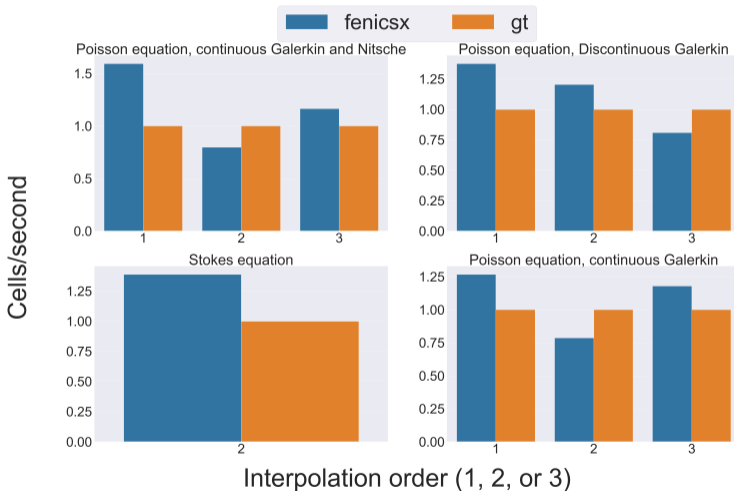 fenicsx gt
Poisson equation, continuous Galerkin and Nitsche
1.5
1.0
0.5
0.0
1 2 3
Poisson equation, Discontinuous Galerkin
1.25
1.00
0.75
0.50
0.25
0.00
1 2 3
Cells/second
Stokes equation
1.25
1.00
0.75
0.50
0.25
0.00
2
Poisson equation, continuous Galerkin
1.25
1.00
0.75
0.50
0.25
0.00
1 2 3
Interpolation order (1, 2, or 3)